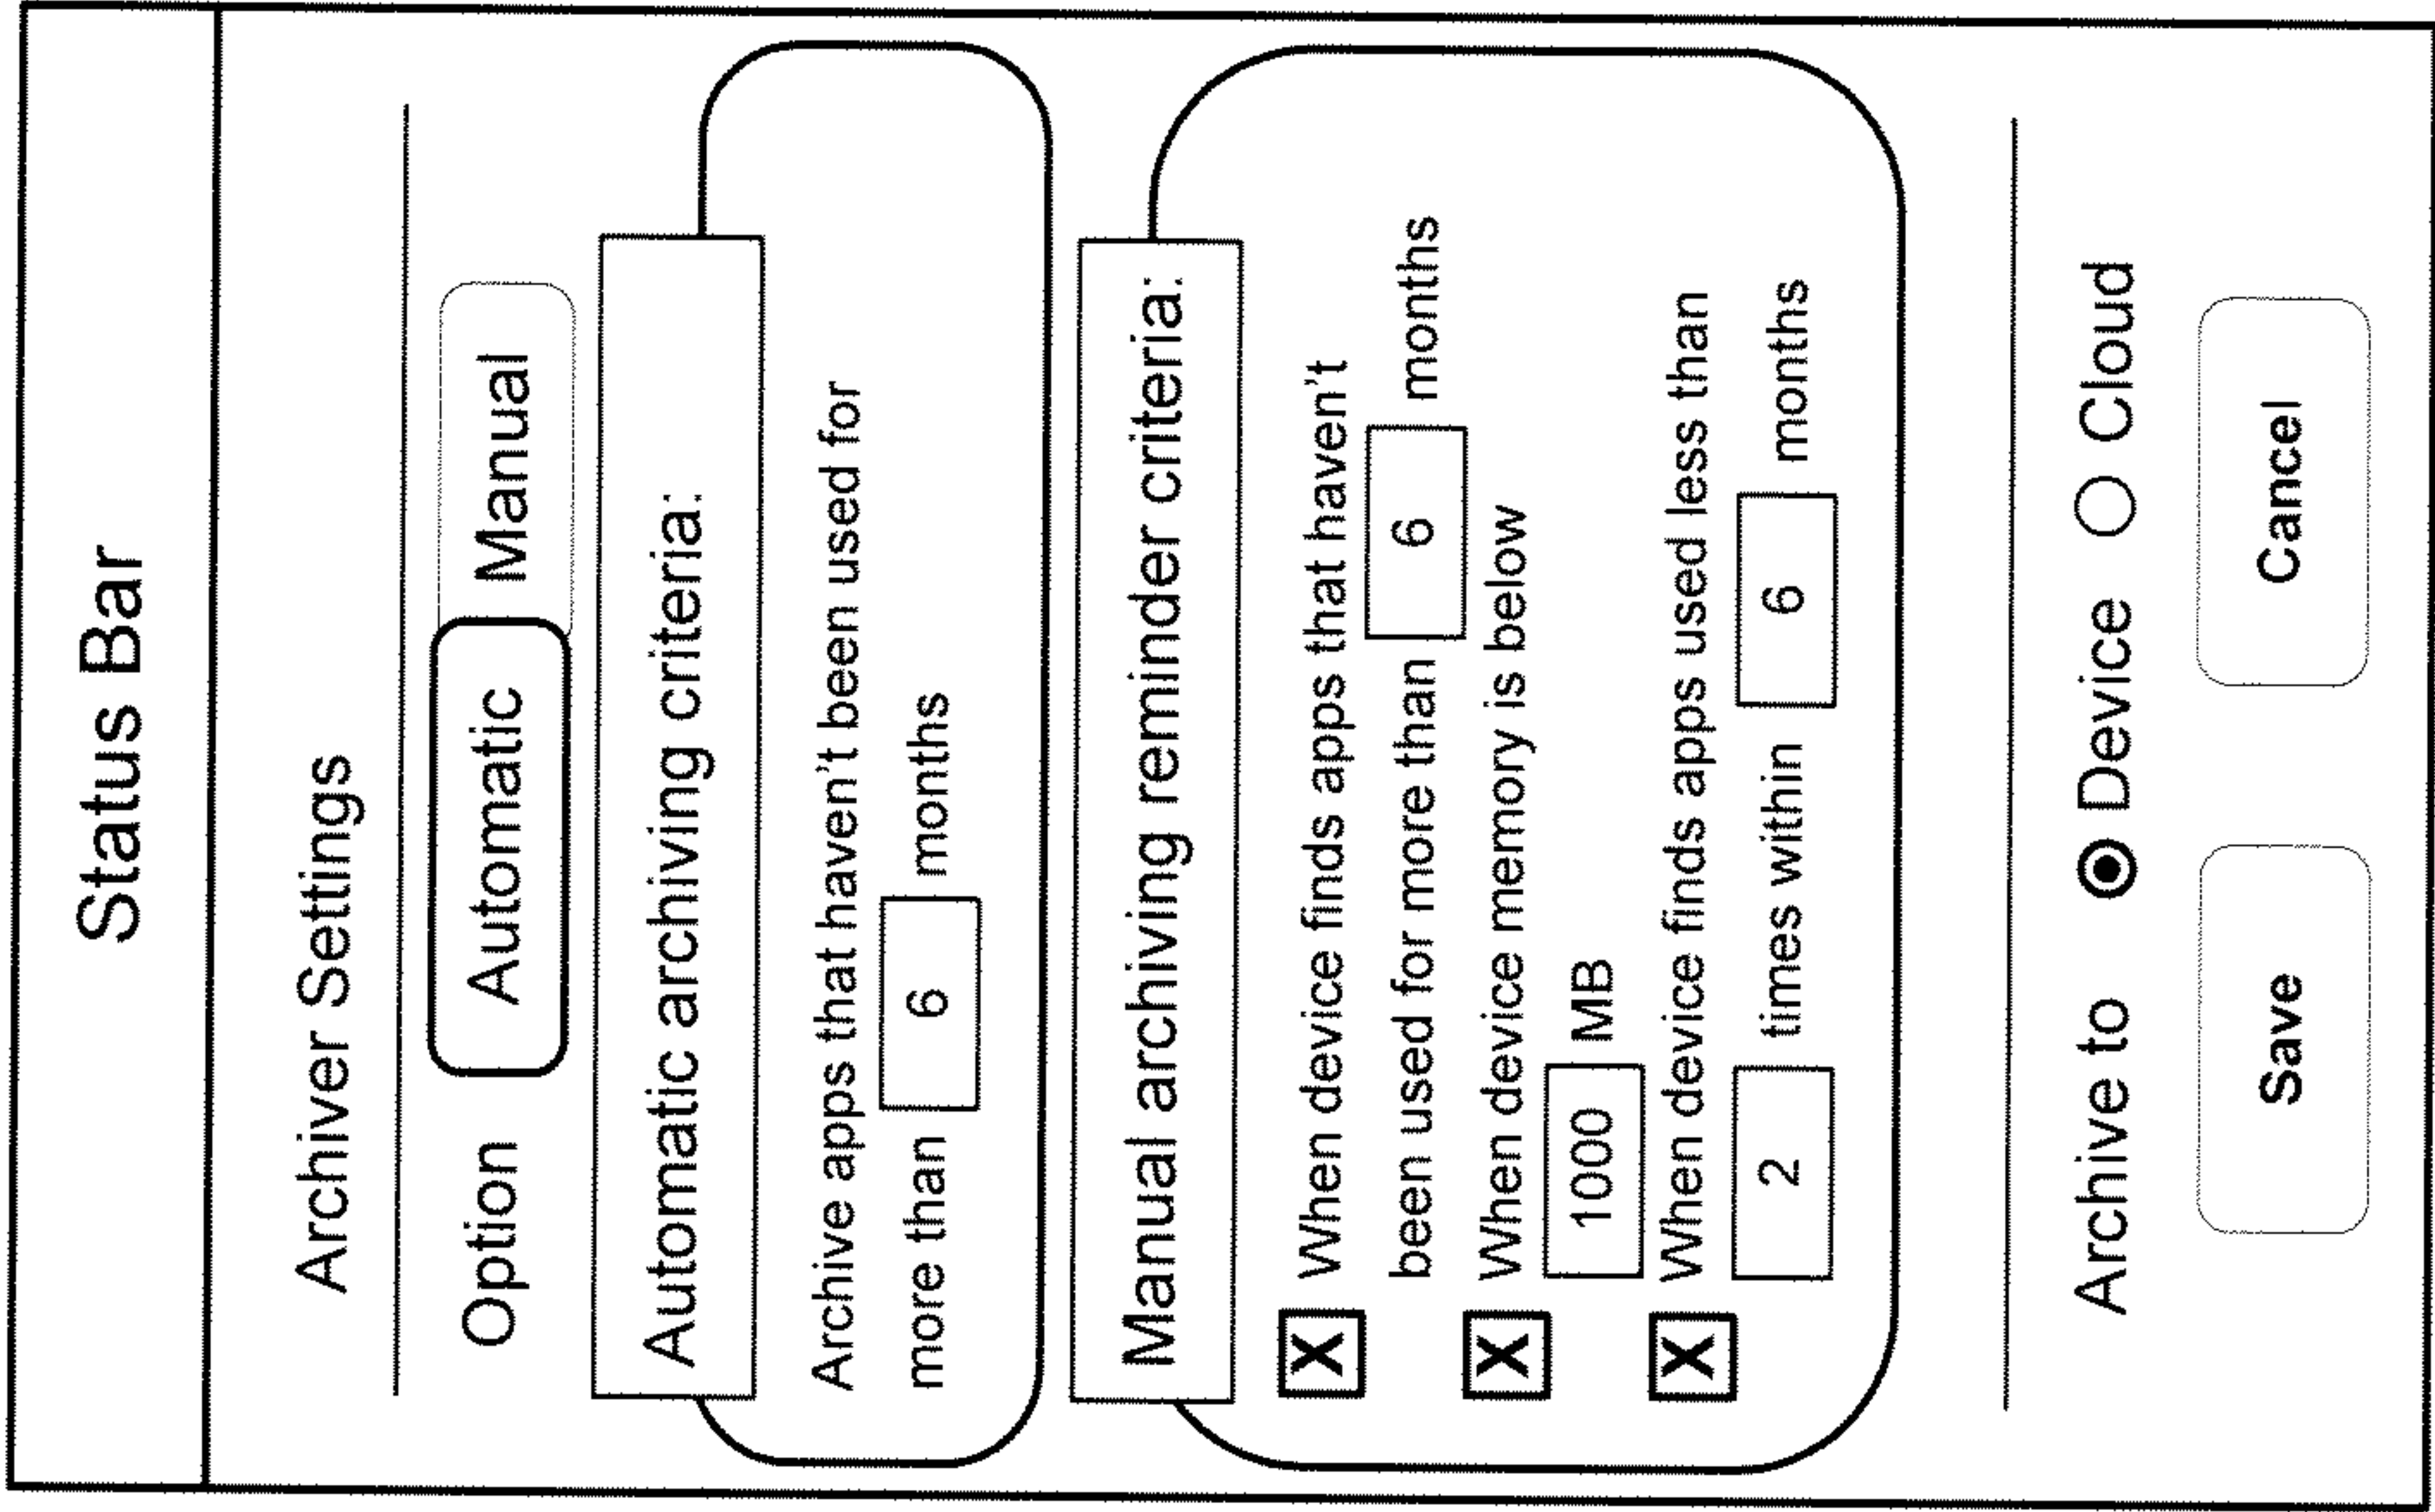 Status Bar
Archiver Settings
Option Automatic Manual
Automatic archiving criteria:
Archive apps that haven't been used for
more than 6 months
Manual archiving reminder criteria:
X When device finds apps that haven't
been used for more than 6 months
X When device memory is below
1000 MB
X When device finds apps used less than
2 times within 6 months
Archive to Device Cloud
Save Cancel